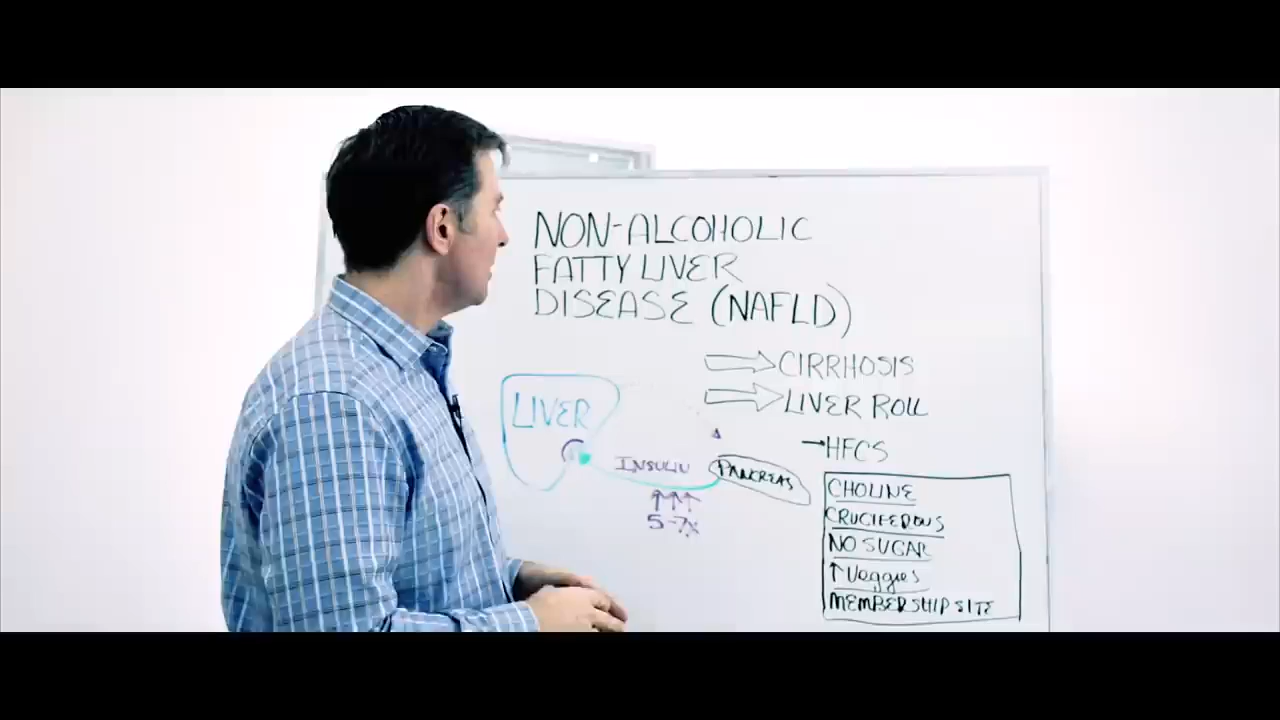 NON-ALCOHOLIC
FATTY LIVER
DISEASE (NAFLD)
CIRRHOSIS
LIVER ROLL
LIVER
HFCS
INSULIN
PANCREAS
5-7x
CHOLINE
CRUCIFEROUS
NO SUGAR
↑Veggies
MEMBERSHIP SITE